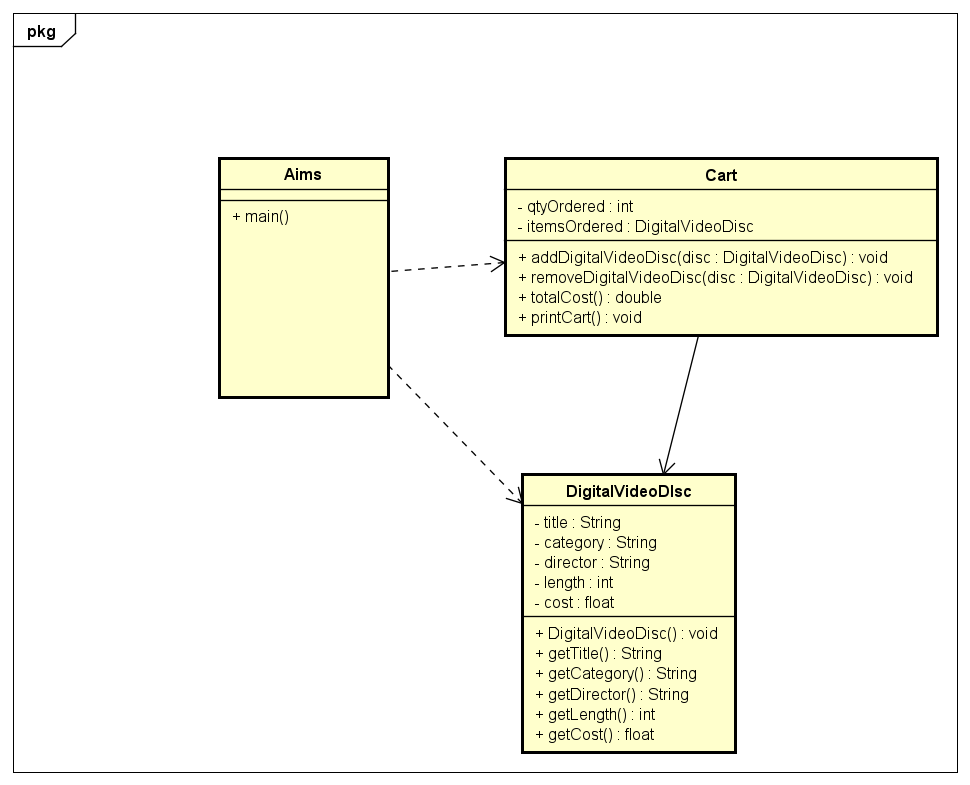 pkg
Aims
+ main()
Cart
- qtyOrdered : int
- itemsOrdered : DigitalVideoDisc
+ addDigitalVideoDisc(disc : DigitalVideoDisc) : void
+ removeDigitalVideoDisc(disc : DigitalVideoDisc) : void
+ totalCost() : double
+ printCart() : void
DigitalVideoDIsc
- title : String
- category : String
- director : String
- length : int
- cost : float
+ DigitalVideoDisc() : void
+ getTitle() : String
+ getCategory() : String
+ getDirector() : String
+ getLength() : int
+ getCost() : float